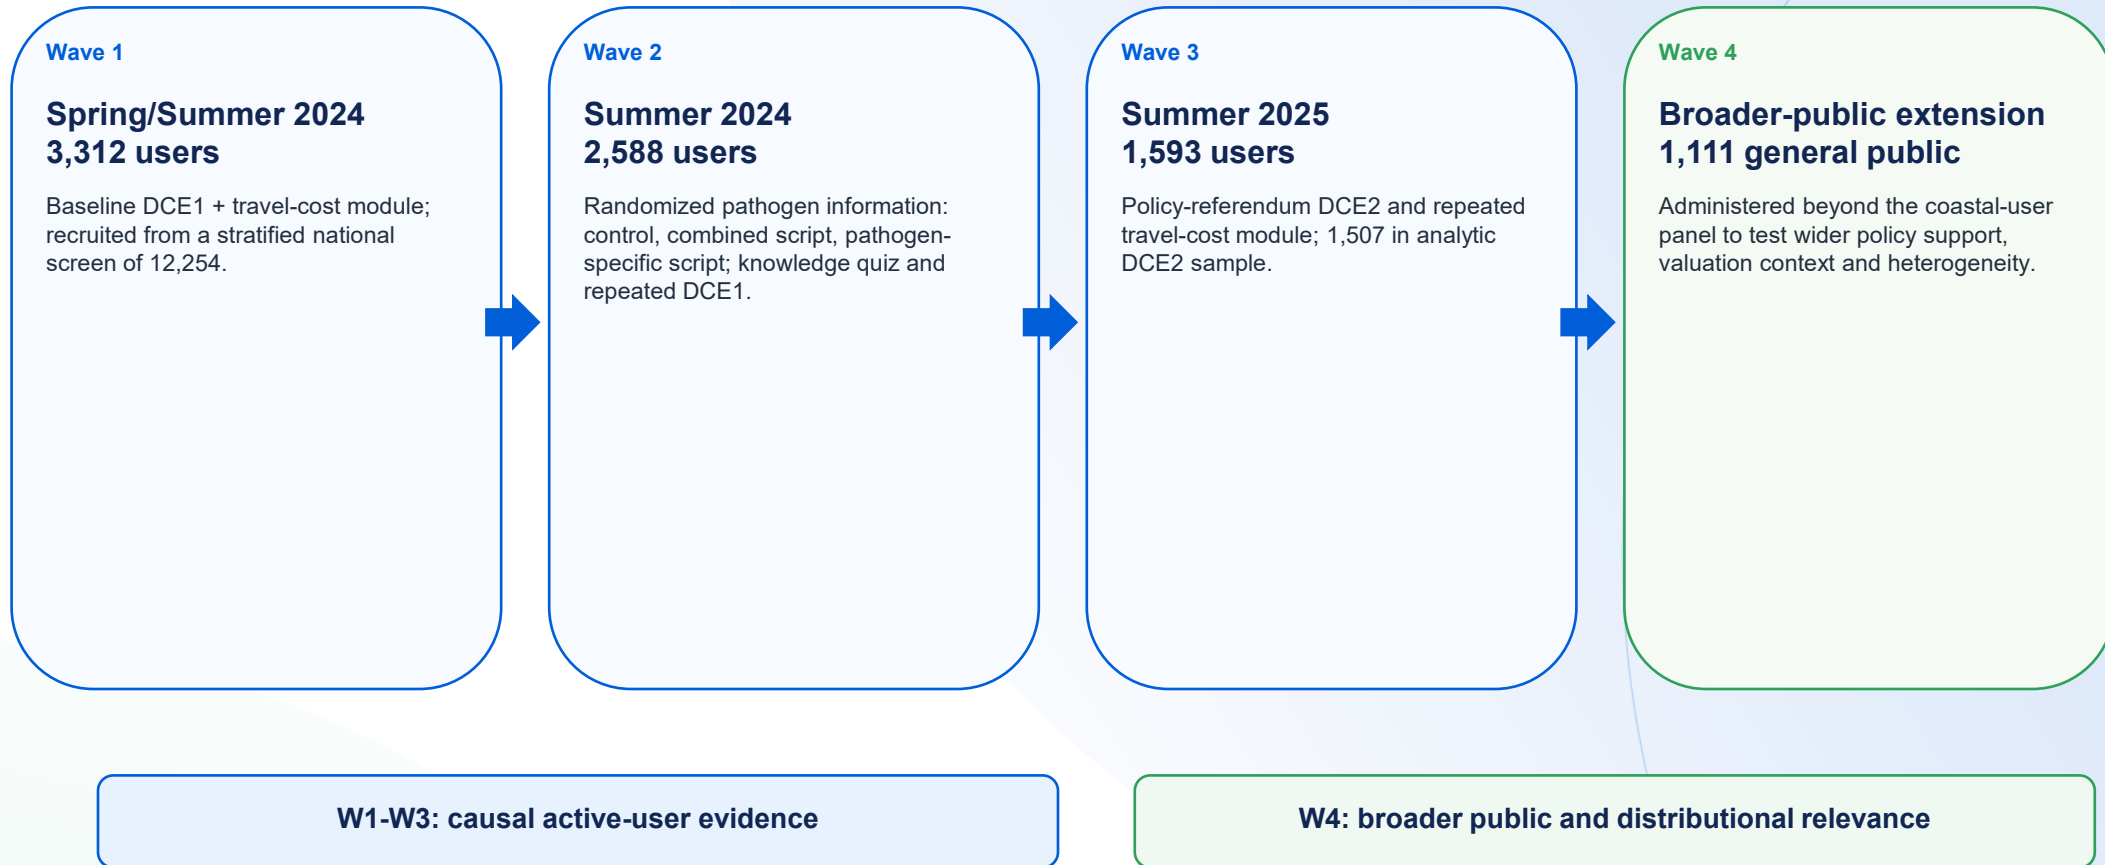 Wave 1
Spring/Summer 2024
3,312 users
Baseline DCE1 + travel-cost module;
recruited from a stratified national
screen of 12,254.
Wave 2
Summer 2024
2,588 users
Randomized pathogen information:
control, combined script, pathogen-
specific script; knowledge quiz and
repeated DCE1.
Wave 3
Summer 2025
1,593 users
Policy-referendum DCE2 and repeated
travel-cost module; 1,507 in analytic
DCE2 sample.
Wave 4
Broader-public extension
1,111 general public
Administered beyond the coastal-user
panel to test wider policy support,
valuation context and heterogeneity.
W1-W3: causal active-user evidence
W4: broader public and distributional relevance